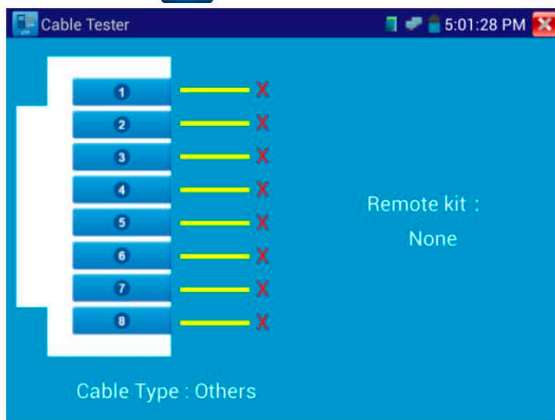 Cable Tester
5:01:28 PM
1 X
2 X
3 X
4 X
5 X
6 X
7 X
8 X
Remote kit :
None
Cable Type : Others